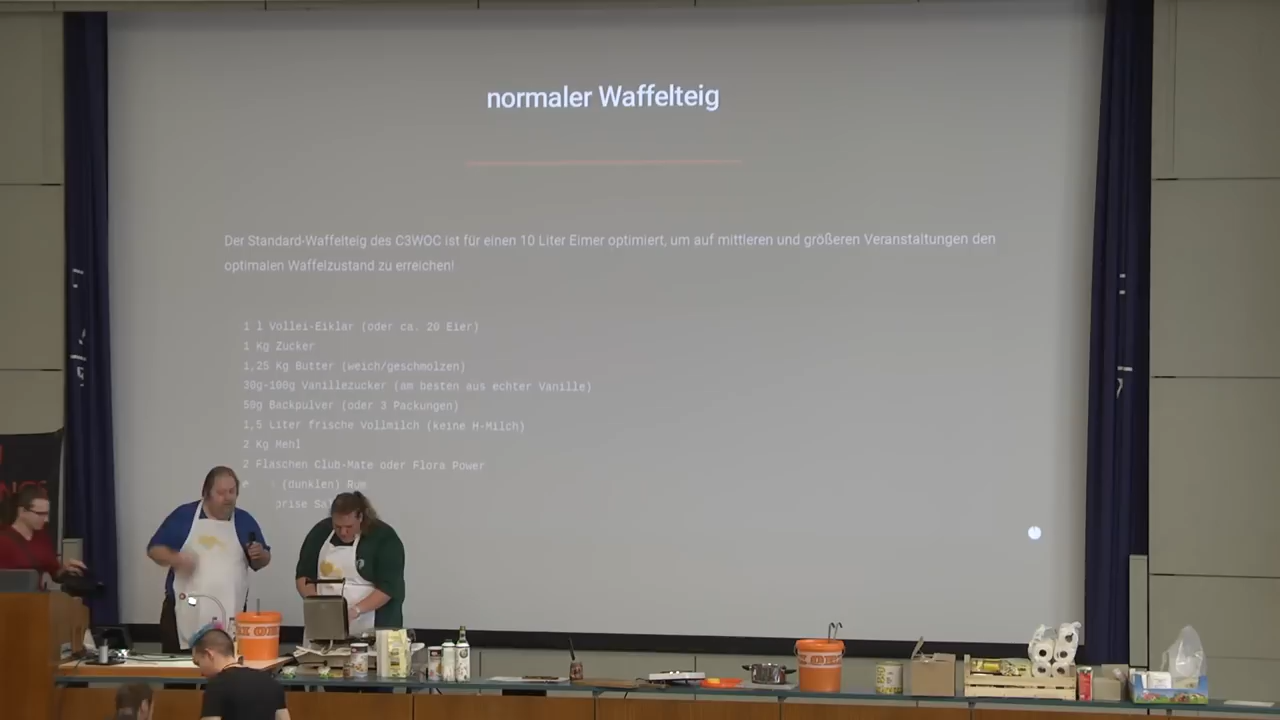 normaler Waffelteig
Der Standard-Waffelteig des C3WOC ist für einen 10 Liter Eimer optimiert, um auf mittleren und größeren Veranstaltungen den
optimalen Waffelzustand zu erreichen!
1 l Vollei-Eiklar (oder ca. 20 Eier)
1 Kg Zucker
1,25 Kg Butter (weich/geschmolzen)
30g-100g Vanillezucker (am besten aus echter Vanille)
50g Backpulver (oder 3 Packungen)
1,5 Liter frische Vollmilch (keine H-Milch)
2 Kg Mehl
2 Flaschen Club-Mate oder Flora Power
(dunklen) Rum
prise